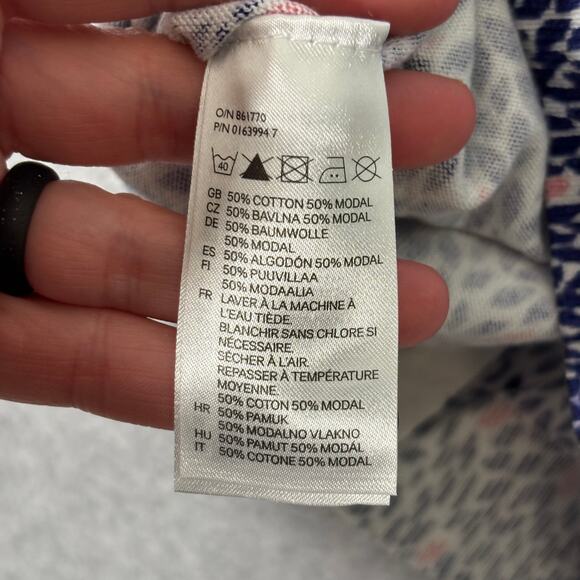 O/N 861770
P/N 0163994 7
40
GB 50% COTTON 50% MODAL
CZ 50% BAVLNA 50% MODAL
DE 50% BAUMWOLLE
50% MODAL
ES 50% ALGODÓN 50% MODAL
FI 50% PUUVILLAA
50% MODAALIA
FR LAVER À LA MACHINE À
L'EAU TIÈDE.
BLANCHIR SANS CHLORE SI
NÉCESSAIRE.
SÉCHER À L'AIR.
REPASSER À TEMPÉRATURE
MOYENNE.
50% COTON 50% MODAL
HR 50% PAMUK
50% MODALNO VLAKNO
HU 50% PAMUT 50% MODÁL
IT 50% COTONE 50% MODAL